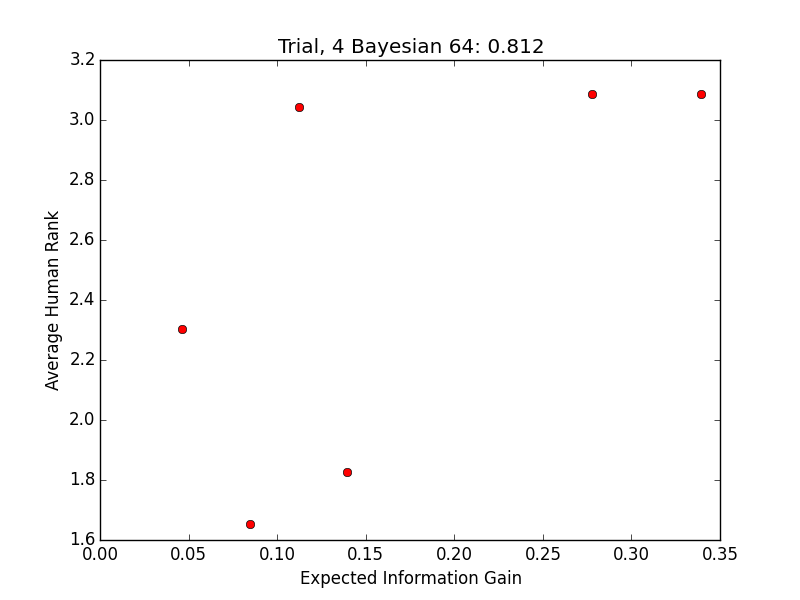 Trial, 4 Bayesian 64: 0.812
3.2
3.0
2.8
2.6
2.4
2.2
2.0
1.8
1.6
Average Human Rank
0.00 0.05 0.10 0.15 0.20 0.25 0.30 0.35
Expected Information Gain